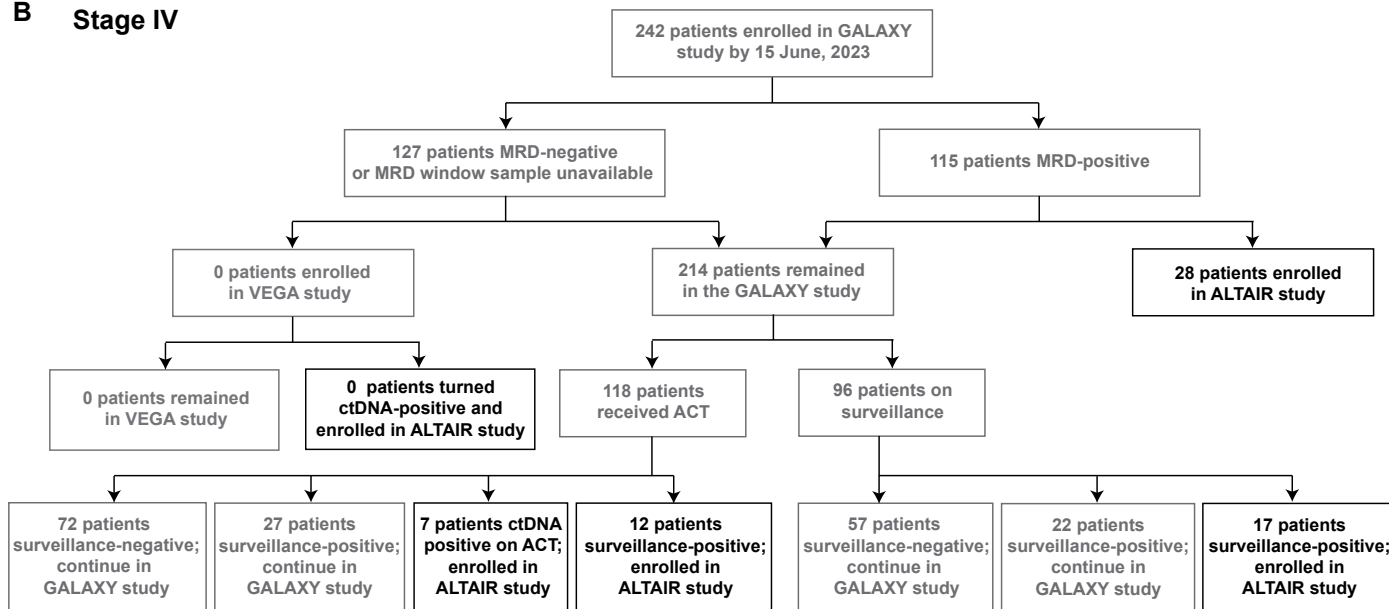 B
Stage IV
242 patients enrolled in GALAXY
study by 15 June, 2023
127 patients MRD-negative
or MRD window sample unavailable
115 patients MRD-positive
0 patients enrolled
in VEGA study
214 patients remained
in the GALAXY study
28 patients enrolled
in ALTAIR study
0 patients remained
in VEGA study
0 patients turned
ctDNA-positive and
enrolled in ALTAIR study
118 patients
received ACT
96 patients on
surveillance
72 patients
surveillance-negative;
continue in
GALAXY study
27 patients
surveillance-positive;
continue in
GALAXY study
7 patients ctDNA
positive on ACT;
enrolled in
ALTAIR study
12 patients
surveillance-positive;
enrolled in
ALTAIR study
57 patients
surveillance-negative;
continue in
GALAXY study
22 patients
surveillance-positive;
continue in
GALAXY study
17 patients
surveillance-positive;
enrolled in
ALTAIR study